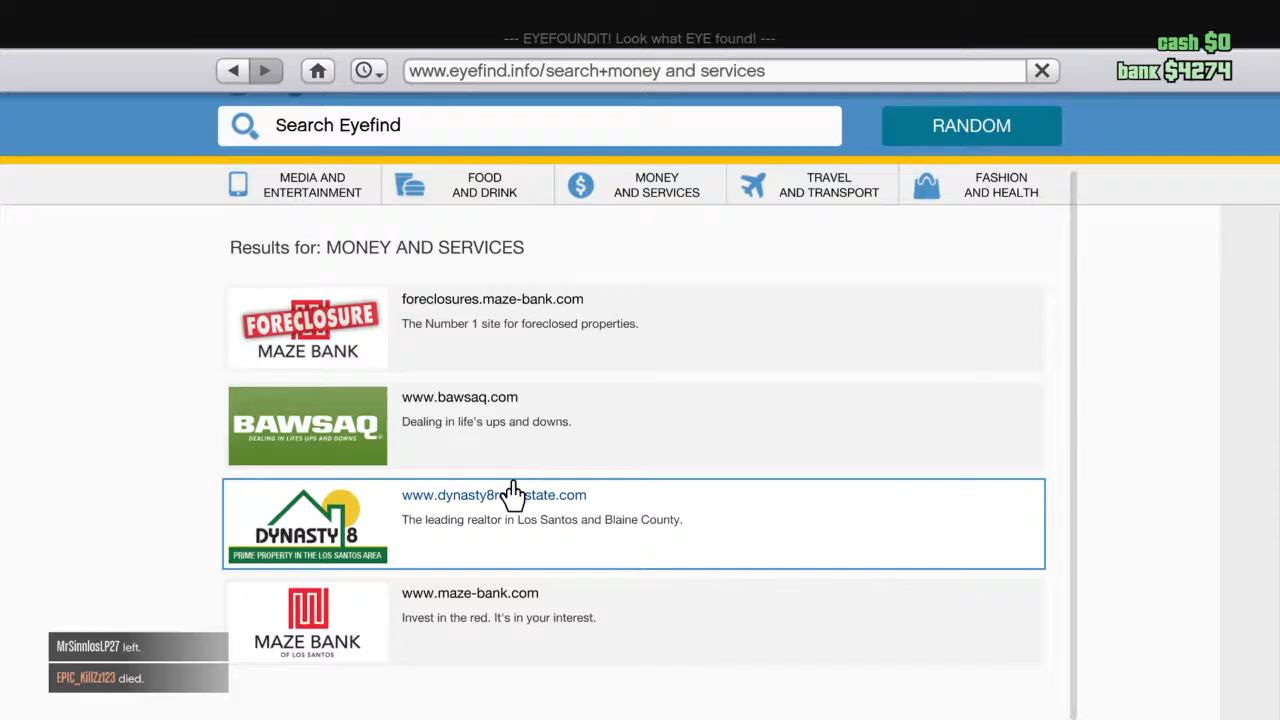 --- EYEFOUNDIT! Look what EYE found! ---
cash $0
bank $4274
www.eyefind.info/search+money and services
Search Eyefind
RANDOM
MEDIA AND
ENTERTAINMENT
FOOD
AND DRINK
MONEY
AND SERVICES
TRAVEL
AND TRANSPORT
FASHION
AND HEALTH
Results for: MONEY AND SERVICES
FORECLOSURE
MAZE BANK
foreclosures.maze-bank.com
The Number 1 site for foreclosed properties.
BAWSAQ
DEALING IN LIFES UPS AND DOWNS
www.bawsaq.com
Dealing in life's ups and downs.
DYNASTY 8
PRIME PROPERTY IN THE LOS SANTOS AREA
www.dynasty8realestate.com
The leading realtor in Los Santos and Blaine County.
MAZE BANK
OF LOS SANTOS
www.maze-bank.com
Invest in the red. It's in your interest.
MrSinnlosLP27 left.
EPIC_KillZz123 died.